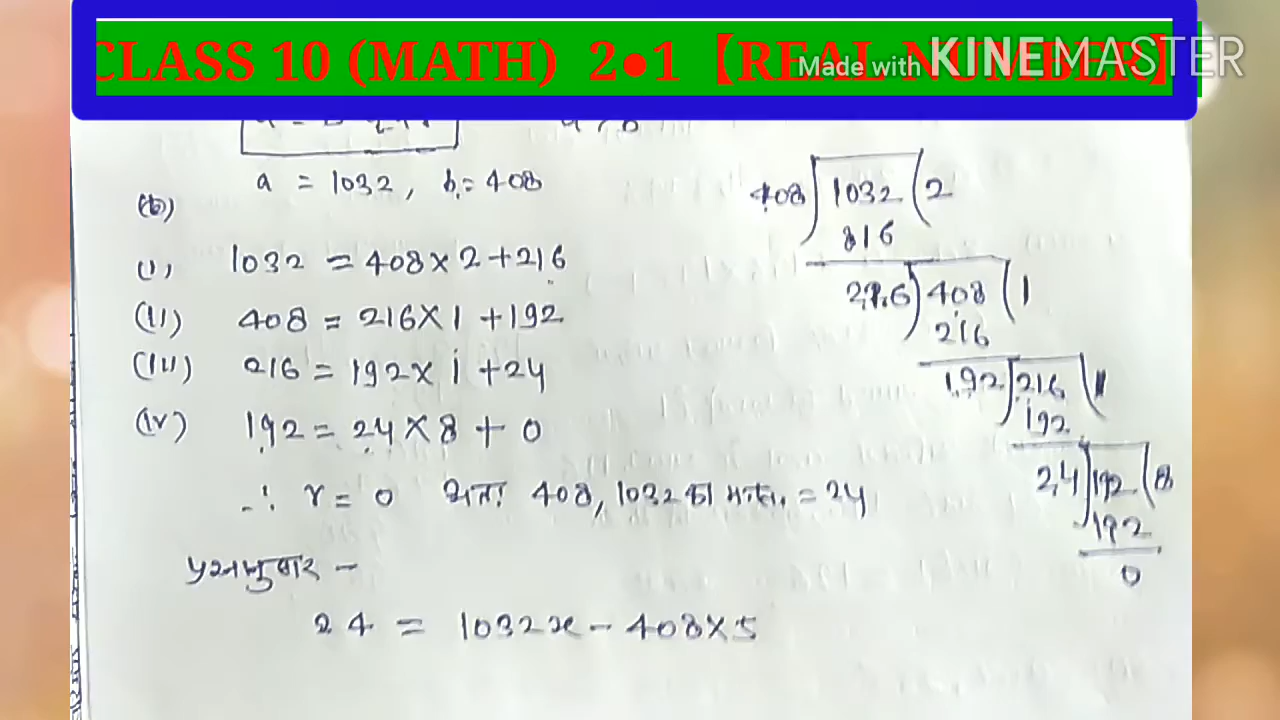 CLASS 10 (MATH) 2●1【REAL NUMBER】
Made with KINEMASTER
a = 1032, b = 408
(b)
(i) 1032 = 408 × 2 + 216
(ii) 408 = 216 × 1 + 192
(iii) 216 = 192 × 1 + 24
(iv) 192 = 24 × 8 + 0
∴ r = 0 अतः 408, 1032 का म०स० = 24
प्रश्नानुसार –
24 = 1032x – 408 × 5
408) 1032 (2
816
216) 408 (1
216
192) 216 (1
192
24) 192 (8
192
0